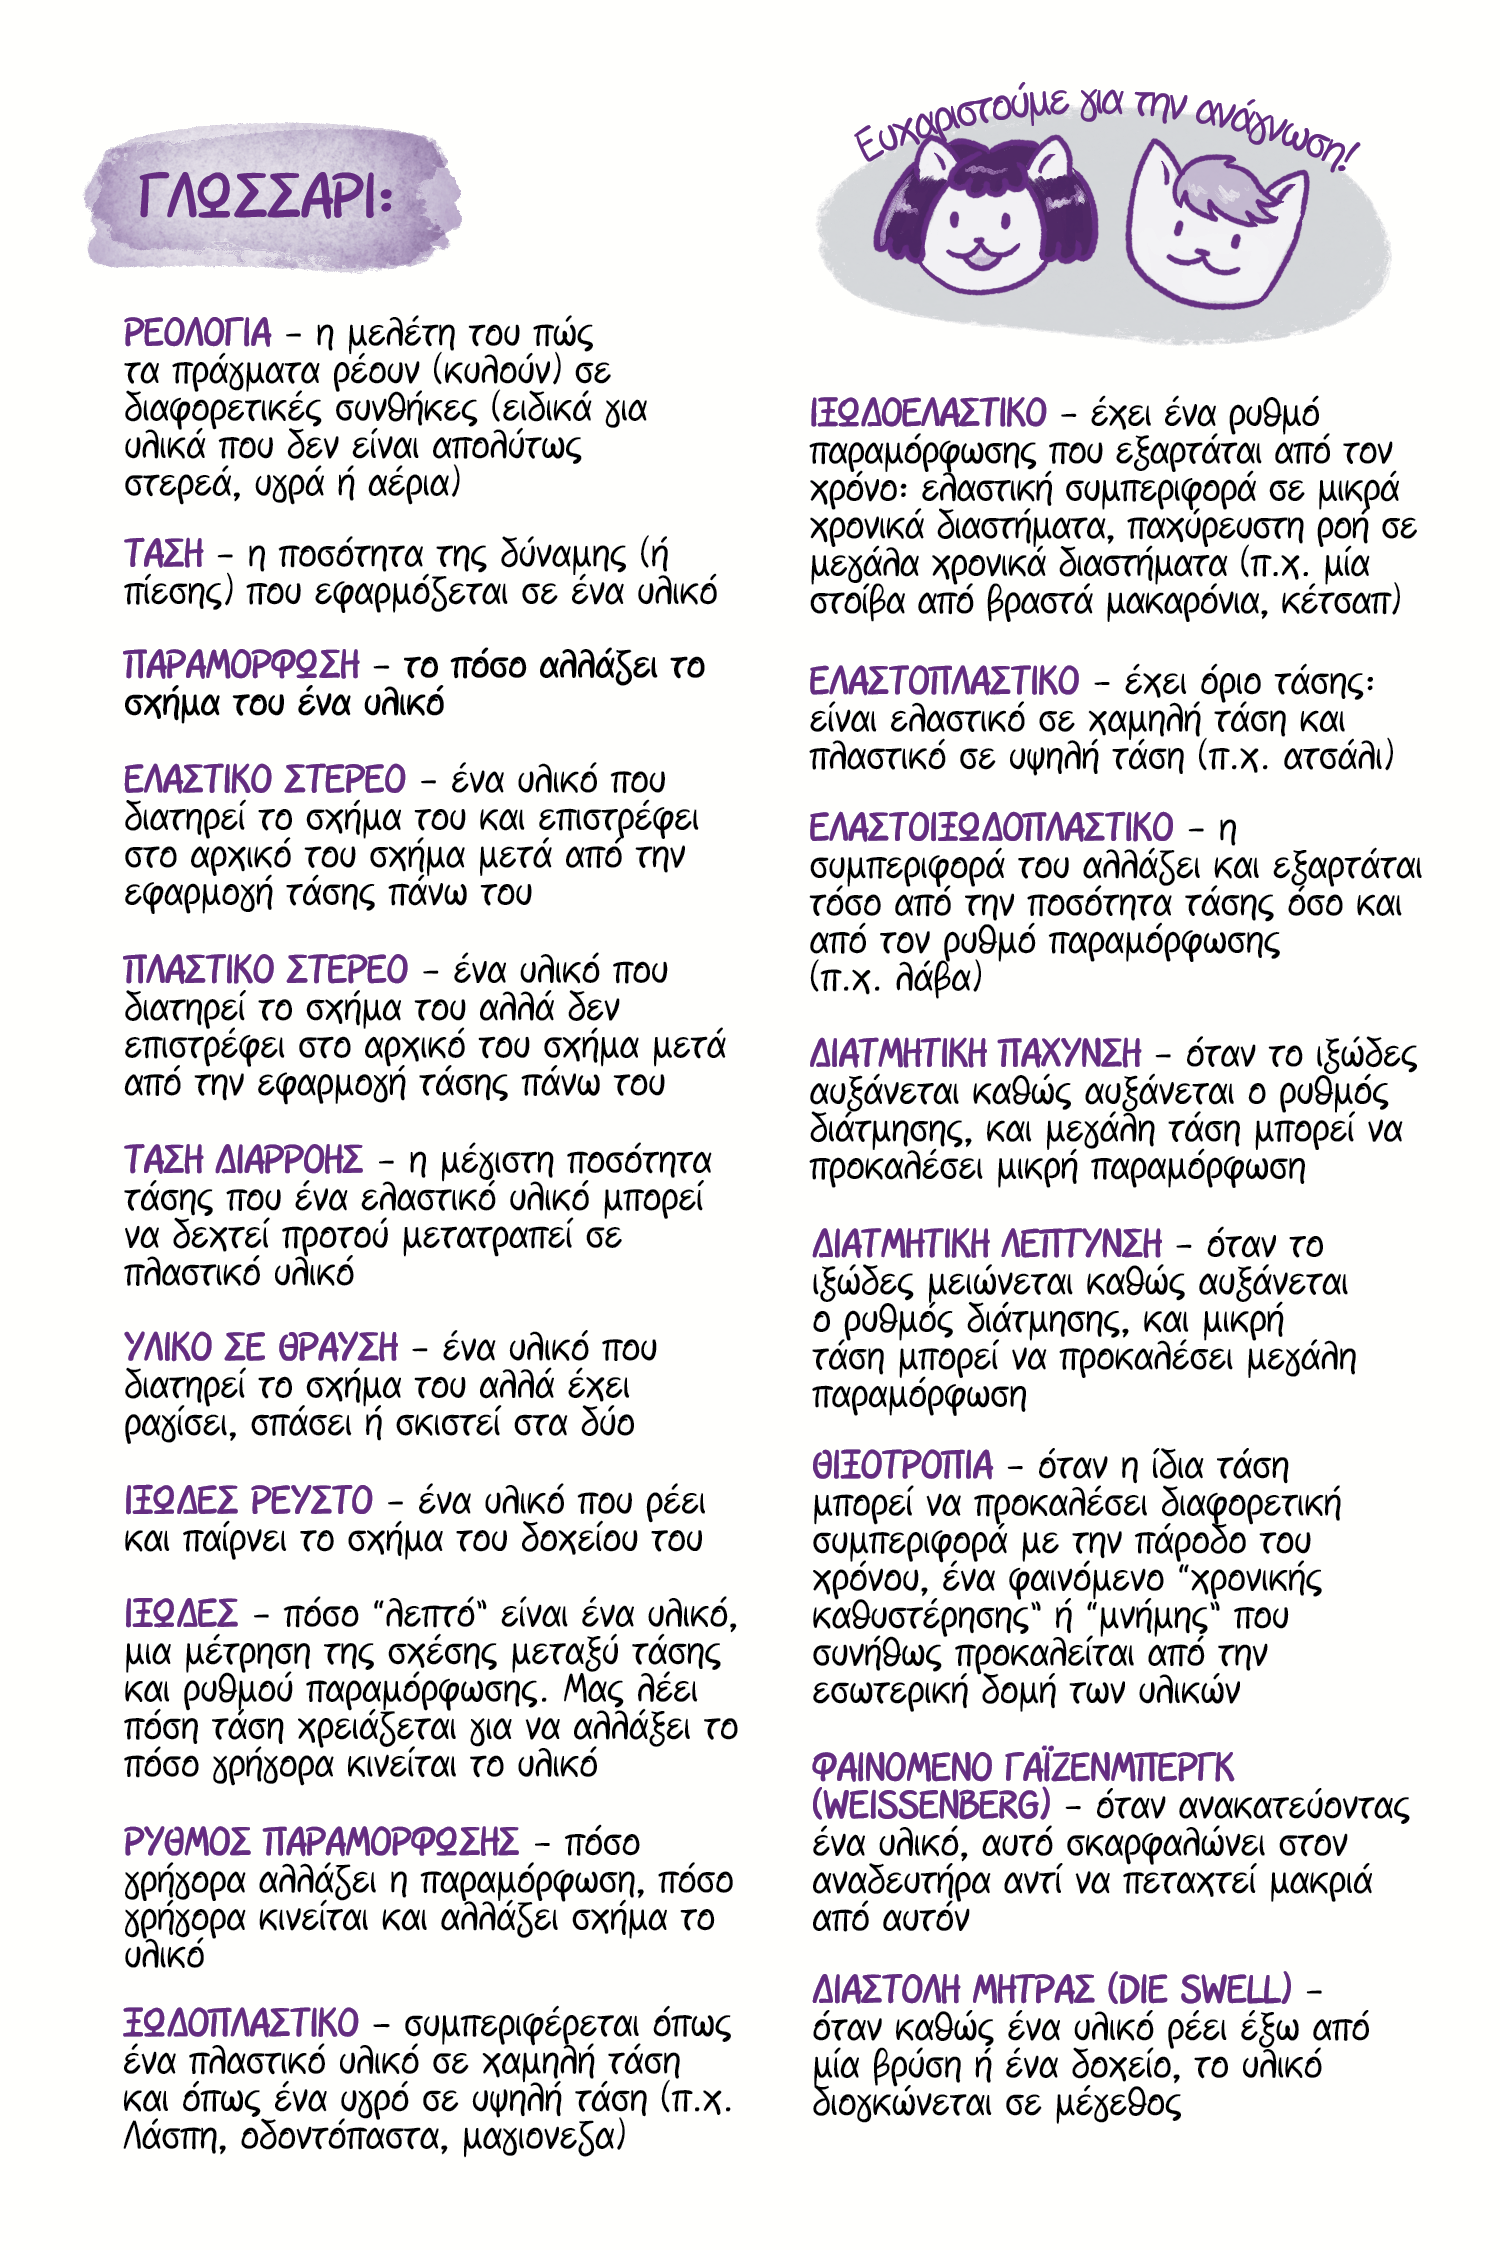 ΓΛΩΣΣΑΡΙ:
ΡΕΟΛΟΓΙΑ – η μελέτη του πώς
τα πράγματα ρέουν (κυλούν) σε
διαφορετικές συνθήκες (ειδικά για
υλικά που δεν είναι απολύτως
στερεά, υγρά ή αέρια)
ΤΑΣΗ – η ποσότητα της δύναμης (ή
πίεσης) που εφαρμόζεται σε ένα υλικό
ΠΑΡΑΜΟΡΦΩΣΗ – το πόσο αλλάζει το
σχήμα του ένα υλικό
ΕΛΑΣΤΙΚΟ ΣΤΕΡΕΟ – ένα υλικό που
διατηρεί το σχήμα του και επιστρέφει
στο αρχικό του σχήμα μετά από την
εφαρμογή τάσης πάνω του
ΠΛΑΣΤΙΚΟ ΣΤΕΡΕΟ – ένα υλικό που
διατηρεί το σχήμα του αλλά δεν
επιστρέφει στο αρχικό του σχήμα μετά
από την εφαρμογή τάσης πάνω του
ΤΑΣΗ ΔΙΑΡΡΟΗΣ – η μέγιστη ποσότητα
τάσης που ένα ελαστικό υλικό μπορεί
να δεχτεί προτού μετατραπεί σε
πλαστικό υλικό
ΥΛΙΚΟ ΣΕ ΘΡΑΥΣΗ – ένα υλικό που
διατηρεί το σχήμα του αλλά έχει
ραγίσει, σπάσει ή σκιστεί στα δύο
ΙΞΩΔΕΣ ΡΕΥΣΤΟ – ένα υλικό που ρέει
και παίρνει το σχήμα του δοχείου του
ΙΞΩΔΕΣ – πόσο “λεπτό” είναι ένα υλικό,
μια μέτρηση της σχέσης μεταξύ τάσης
και ρυθμού παραμόρφωσης. Μας λέει
πόση τάση χρειάζεται για να αλλάξει το
πόσο γρήγορα κινείται το υλικό
ΡΥΘΜΟΣ ΠΑΡΑΜΟΡΦΩΣΗΣ – πόσο
γρήγορα αλλάζει η παραμόρφωση, πόσο
γρήγορα κινείται και αλλάζει σχήμα το
υλικό
ΞΩΔΟΠΛΑΣΤΙΚΟ – συμπεριφέρεται όπως
ένα πλαστικό υλικό σε χαμηλή τάση
και όπως ένα υγρό σε υψηλή τάση (π.χ.
Λάσπη, οδοντόπαστα, μαγιονεζα)
Ευχαριστούμε για την ανάγνωση!
ΙΞΩΔΟΕΛΑΣΤΙΚΟ – έχει ένα ρυθμό
παραμόρφωσης που εξαρτάται από τον
χρόνο: ελαστική συμπεριφορά σε μικρά
χρονικά διαστήματα, παχύρευστη ροή σε
μεγάλα χρονικά διαστήματα (π.χ. μία
στοίβα από βραστά μακαρόνια, κέτσαπ)
ΕΛΑΣΤΟΠΛΑΣΤΙΚΟ – έχει όριο τάσης:
είναι ελαστικό σε χαμηλή τάση και
πλαστικό σε υψηλή τάση (π.χ. ατσάλι)
ΕΛΑΣΤΟΙΞΩΔΟΠΛΑΣΤΙΚΟ – η
συμπεριφορά του αλλάζει και εξαρτάται
τόσο από την ποσότητα τάσης όσο και
από τον ρυθμό παραμόρφωσης
(π.χ. λάβα)
ΔΙΑΤΜΗΤΙΚΗ ΠΑΧΥΝΣΗ – όταν το ιξώδες
αυξάνεται καθώς αυξάνεται ο ρυθμός
διάτμησης, και μεγάλη τάση μπορεί να
προκαλέσει μικρή παραμόρφωση
ΔΙΑΤΜΗΤΙΚΗ ΛΕΠΤΥΝΣΗ – όταν το
ιξώδες μειώνεται καθώς αυξάνεται
ο ρυθμός διάτμησης, και μικρή
τάση μπορεί να προκαλέσει μεγάλη
παραμόρφωση
ΘΙΞΟΤΡΟΠΙΑ – όταν η ίδια τάση
μπορεί να προκαλέσει διαφορετική
συμπεριφορά με την πάροδο του
χρόνου, ένα φαινόμενο “χρονικής
καθυστέρησης” ή “μνήμης” που
συνήθως προκαλείται από την
εσωτερική δομή των υλικών
ΦΑΙΝΟΜΕΝΟ ΓΑΪΖΕΝΜΠΕΡΓΚ
(WEISSENBERG) – όταν ανακατεύοντας
ένα υλικό, αυτό σκαρφαλώνει στον
αναδευτήρα αντί να πεταχτεί μακριά
από αυτόν
ΔΙΑΣΤΟΛΗ ΜΗΤΡΑΣ (DIE SWELL) –
όταν καθώς ένα υλικό ρέει έξω από
μία βρύση ή ένα δοχείο, το υλικό
διογκώνεται σε μέγεθος